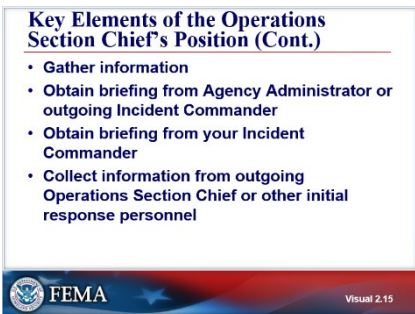 Key Elements of the Operations
Section Chief's Position (Cont.)
• Gather information
• Obtain briefing from Agency Administrator or
outgoing Incident Commander
• Obtain briefing from your Incident
Commander
• Collect information from outgoing
Operations Section Chief or other initial
response personnel
FEMA
Visual 2.15